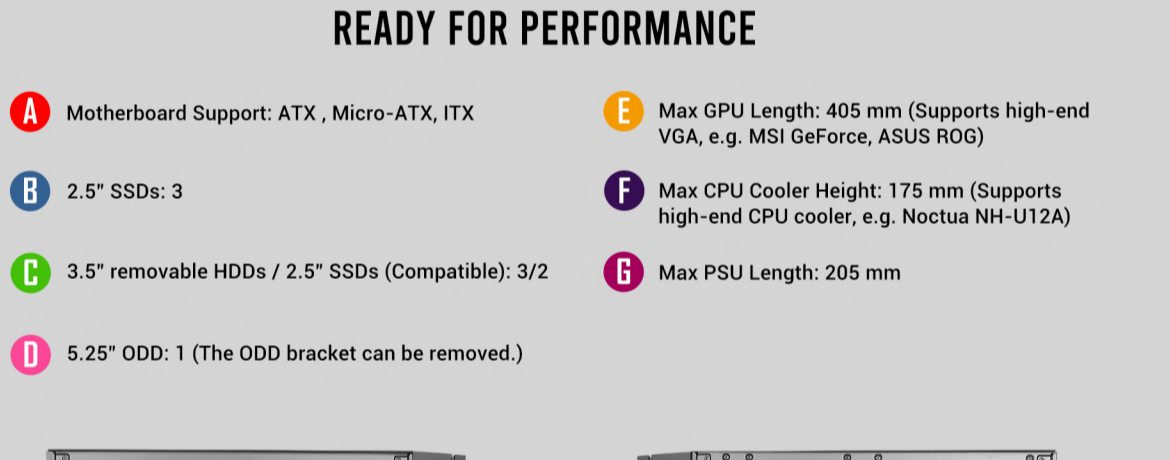 READY FOR PERFORMANCE
A Motherboard Support: ATX , Micro-ATX, ITX
B 2.5" SSDs: 3
C 3.5" removable HDDs / 2.5" SSDs (Compatible): 3/2
D 5.25" ODD: 1 (The ODD bracket can be removed.)
E Max GPU Length: 405 mm (Supports high-end
VGA, e.g. MSI GeForce, ASUS ROG)
F Max CPU Cooler Height: 175 mm (Supports
high-end CPU cooler, e.g. Noctua NH-U12A)
G Max PSU Length: 205 mm